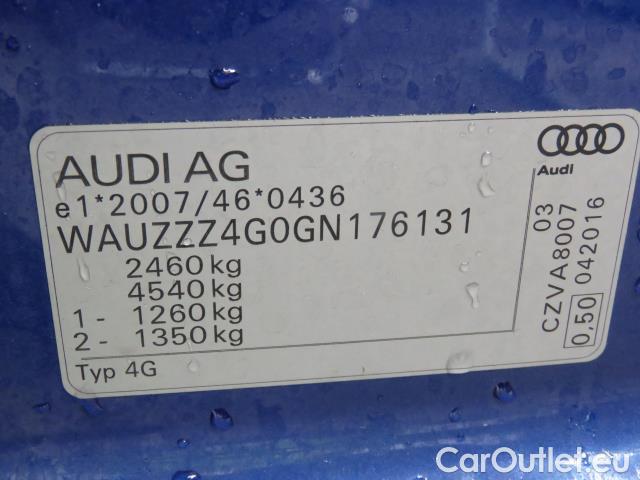 AUDI AG
e1*2007/46*0436
WAUZZZ4G0GN176131
2460 kg
4540 kg
1 - 1260 kg
2 - 1350 kg
Typ 4G
Audi
03
CZVA8007
0,50 042016
CarOutlet.eu